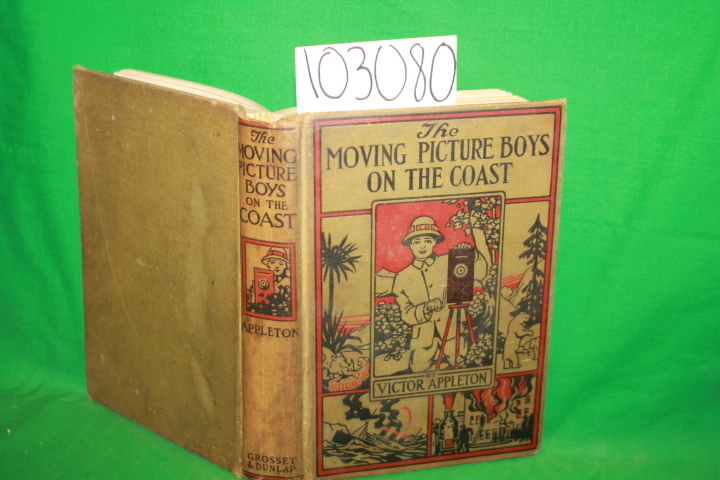 103080
The
MOVING
PICTURE
BOYS
ON THE
COAST
APPLETON
GROSSET
& DUNLAP
The
MOVING PICTURE BOYS
ON THE COAST
BY
VICTOR APPLETON